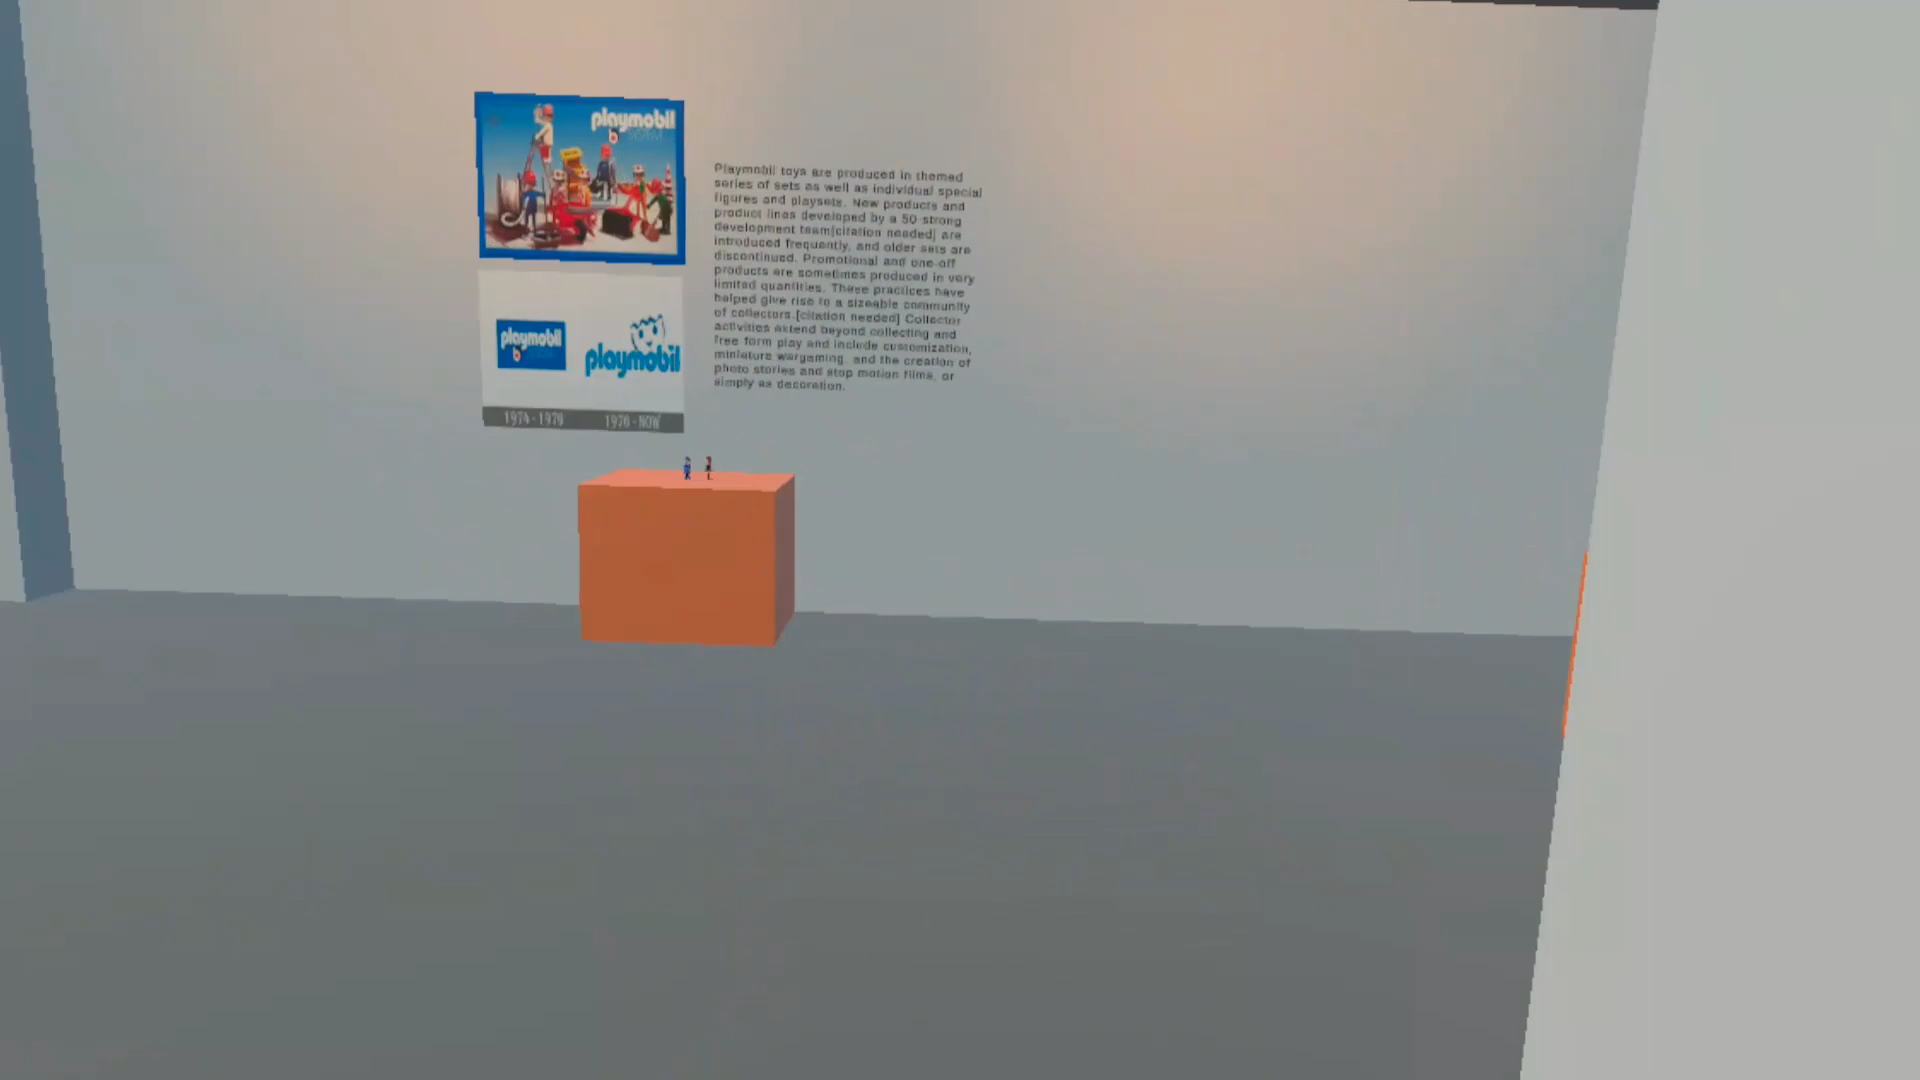 playmobil
SYSTEM
Playmobil toys are produced in themed
series of sets as well as individual special
figures and playsets. New products and
product lines developed by a 50 strong
development team[citation needed] are
introduced frequently, and older sets are
discontinued. Promotional and one-off
products are sometimes produced in very
limited quantities. These practices have
helped give rise to a sizeable community
of collectors.[citation needed] Collector
activities extend beyond collecting and
free form play and include customization,
miniature wargaming, and the creation of
photo stories and stop motion films, or
simply as decoration.
playmobil
playmobil
1974 - 1978
1978 - NOW